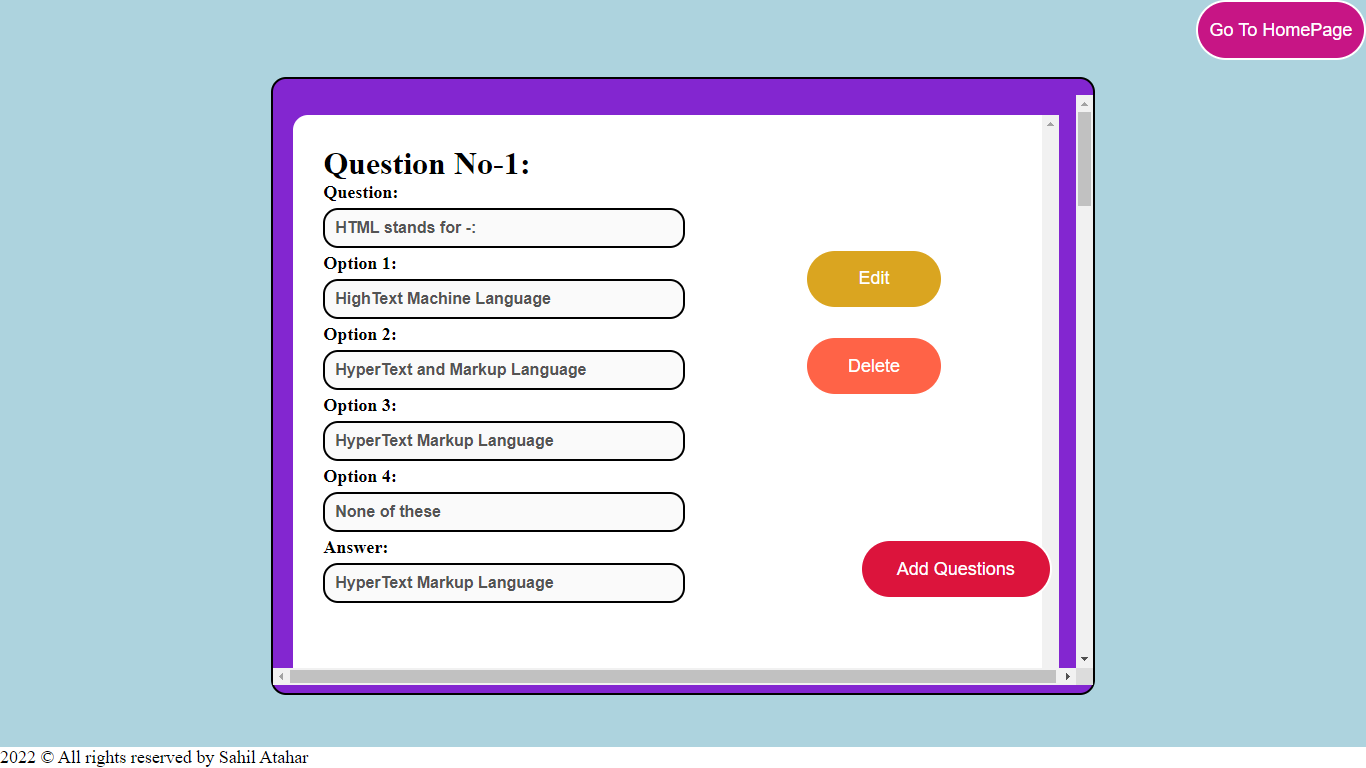 Go To HomePage
Question No-1:
Question:
HTML stands for -:
Option 1:
HighText Machine Language
Option 2:
HyperText and Markup Language
Option 3:
HyperText Markup Language
Option 4:
None of these
Answer:
HyperText Markup Language
Edit
Delete
Add Questions
2022 © All rights reserved by Sahil Atahar